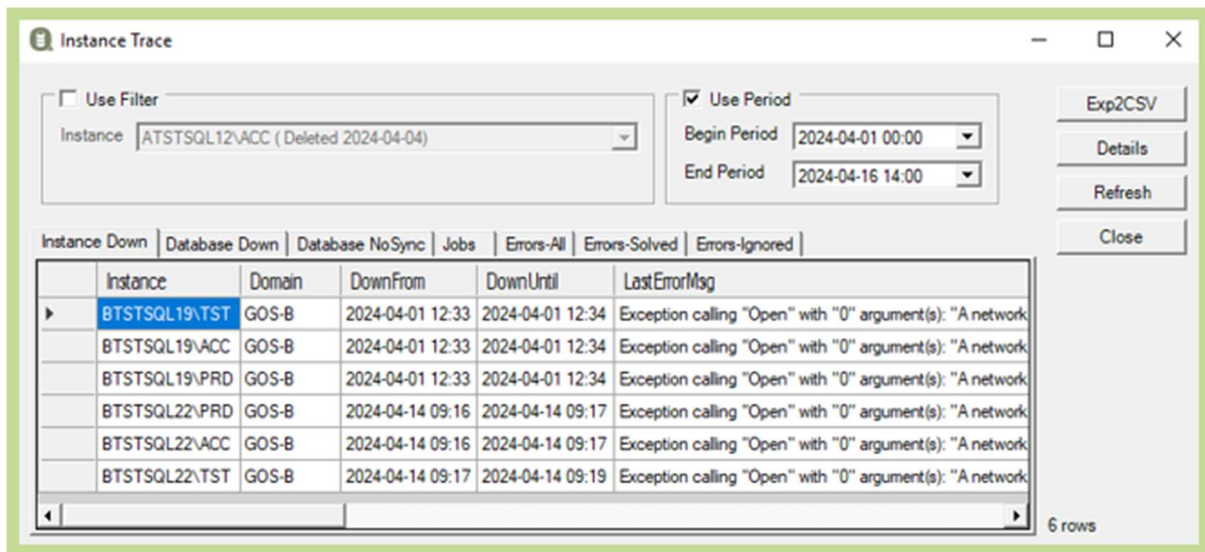 Instance Trace
Use Filter
Instance ATSTSQL12\ACC ( Deleted 2024-04-04)
Use Period
Begin Period 2024-04-01 00:00
End Period 2024-04-16 14:00
Exp2CSV
Details
Refresh
Close
Instance Down Database Down Database NoSync Jobs Errors-All Errors-Solved Errors-Ignored
Instance Domain DownFrom DownUntil LastErrorMsg
BTSTSQL19\TST GOS-B 2024-04-01 12:33 2024-04-01 12:34 Exception calling "Open" with "0" argument(s): "A network
BTSTSQL19\ACC GOS-B 2024-04-01 12:33 2024-04-01 12:34 Exception calling "Open" with "0" argument(s): "A network
BTSTSQL19\PRD GOS-B 2024-04-01 12:33 2024-04-01 12:34 Exception calling "Open" with "0" argument(s): "A network
BTSTSQL22\PRD GOS-B 2024-04-14 09:16 2024-04-14 09:17 Exception calling "Open" with "0" argument(s): "A network
BTSTSQL22\ACC GOS-B 2024-04-14 09:16 2024-04-14 09:17 Exception calling "Open" with "0" argument(s): "A network
BTSTSQL22\TST GOS-B 2024-04-14 09:17 2024-04-14 09:19 Exception calling "Open" with "0" argument(s): "A network
6 rows